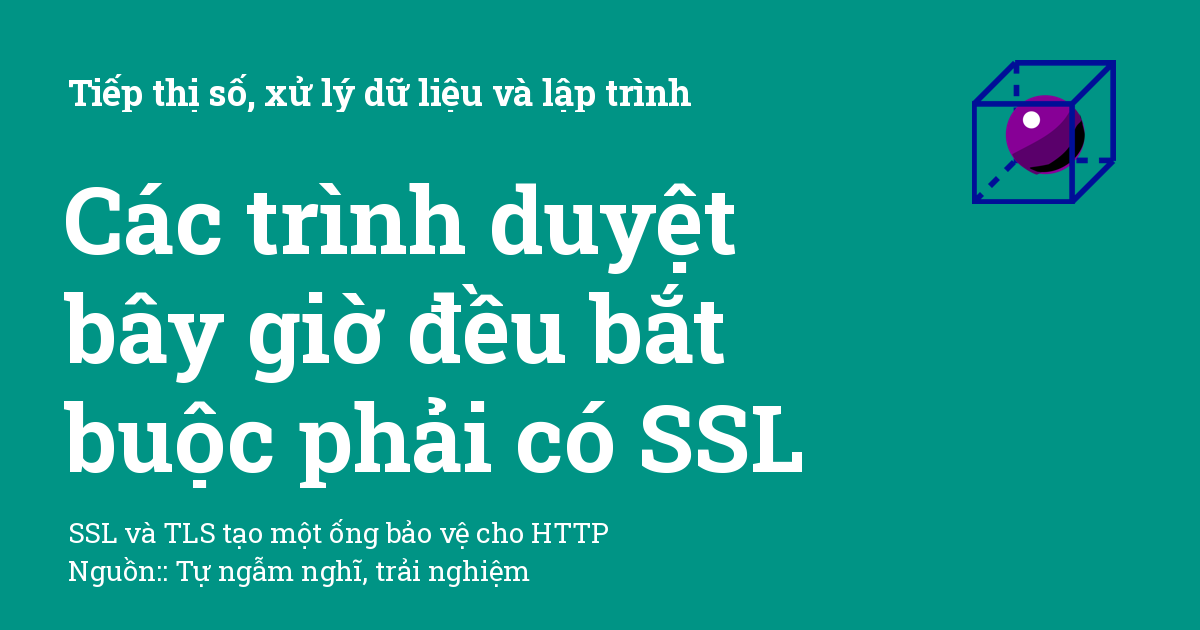 Tiếp thị số, xử lý dữ liệu và lập trình
Các trình duyệt
bây giờ đều bắt
buộc phải có SSL
SSL và TLS tạo một ống bảo vệ cho HTTP
Nguồn:: Tự ngẫm nghĩ, trải nghiệm